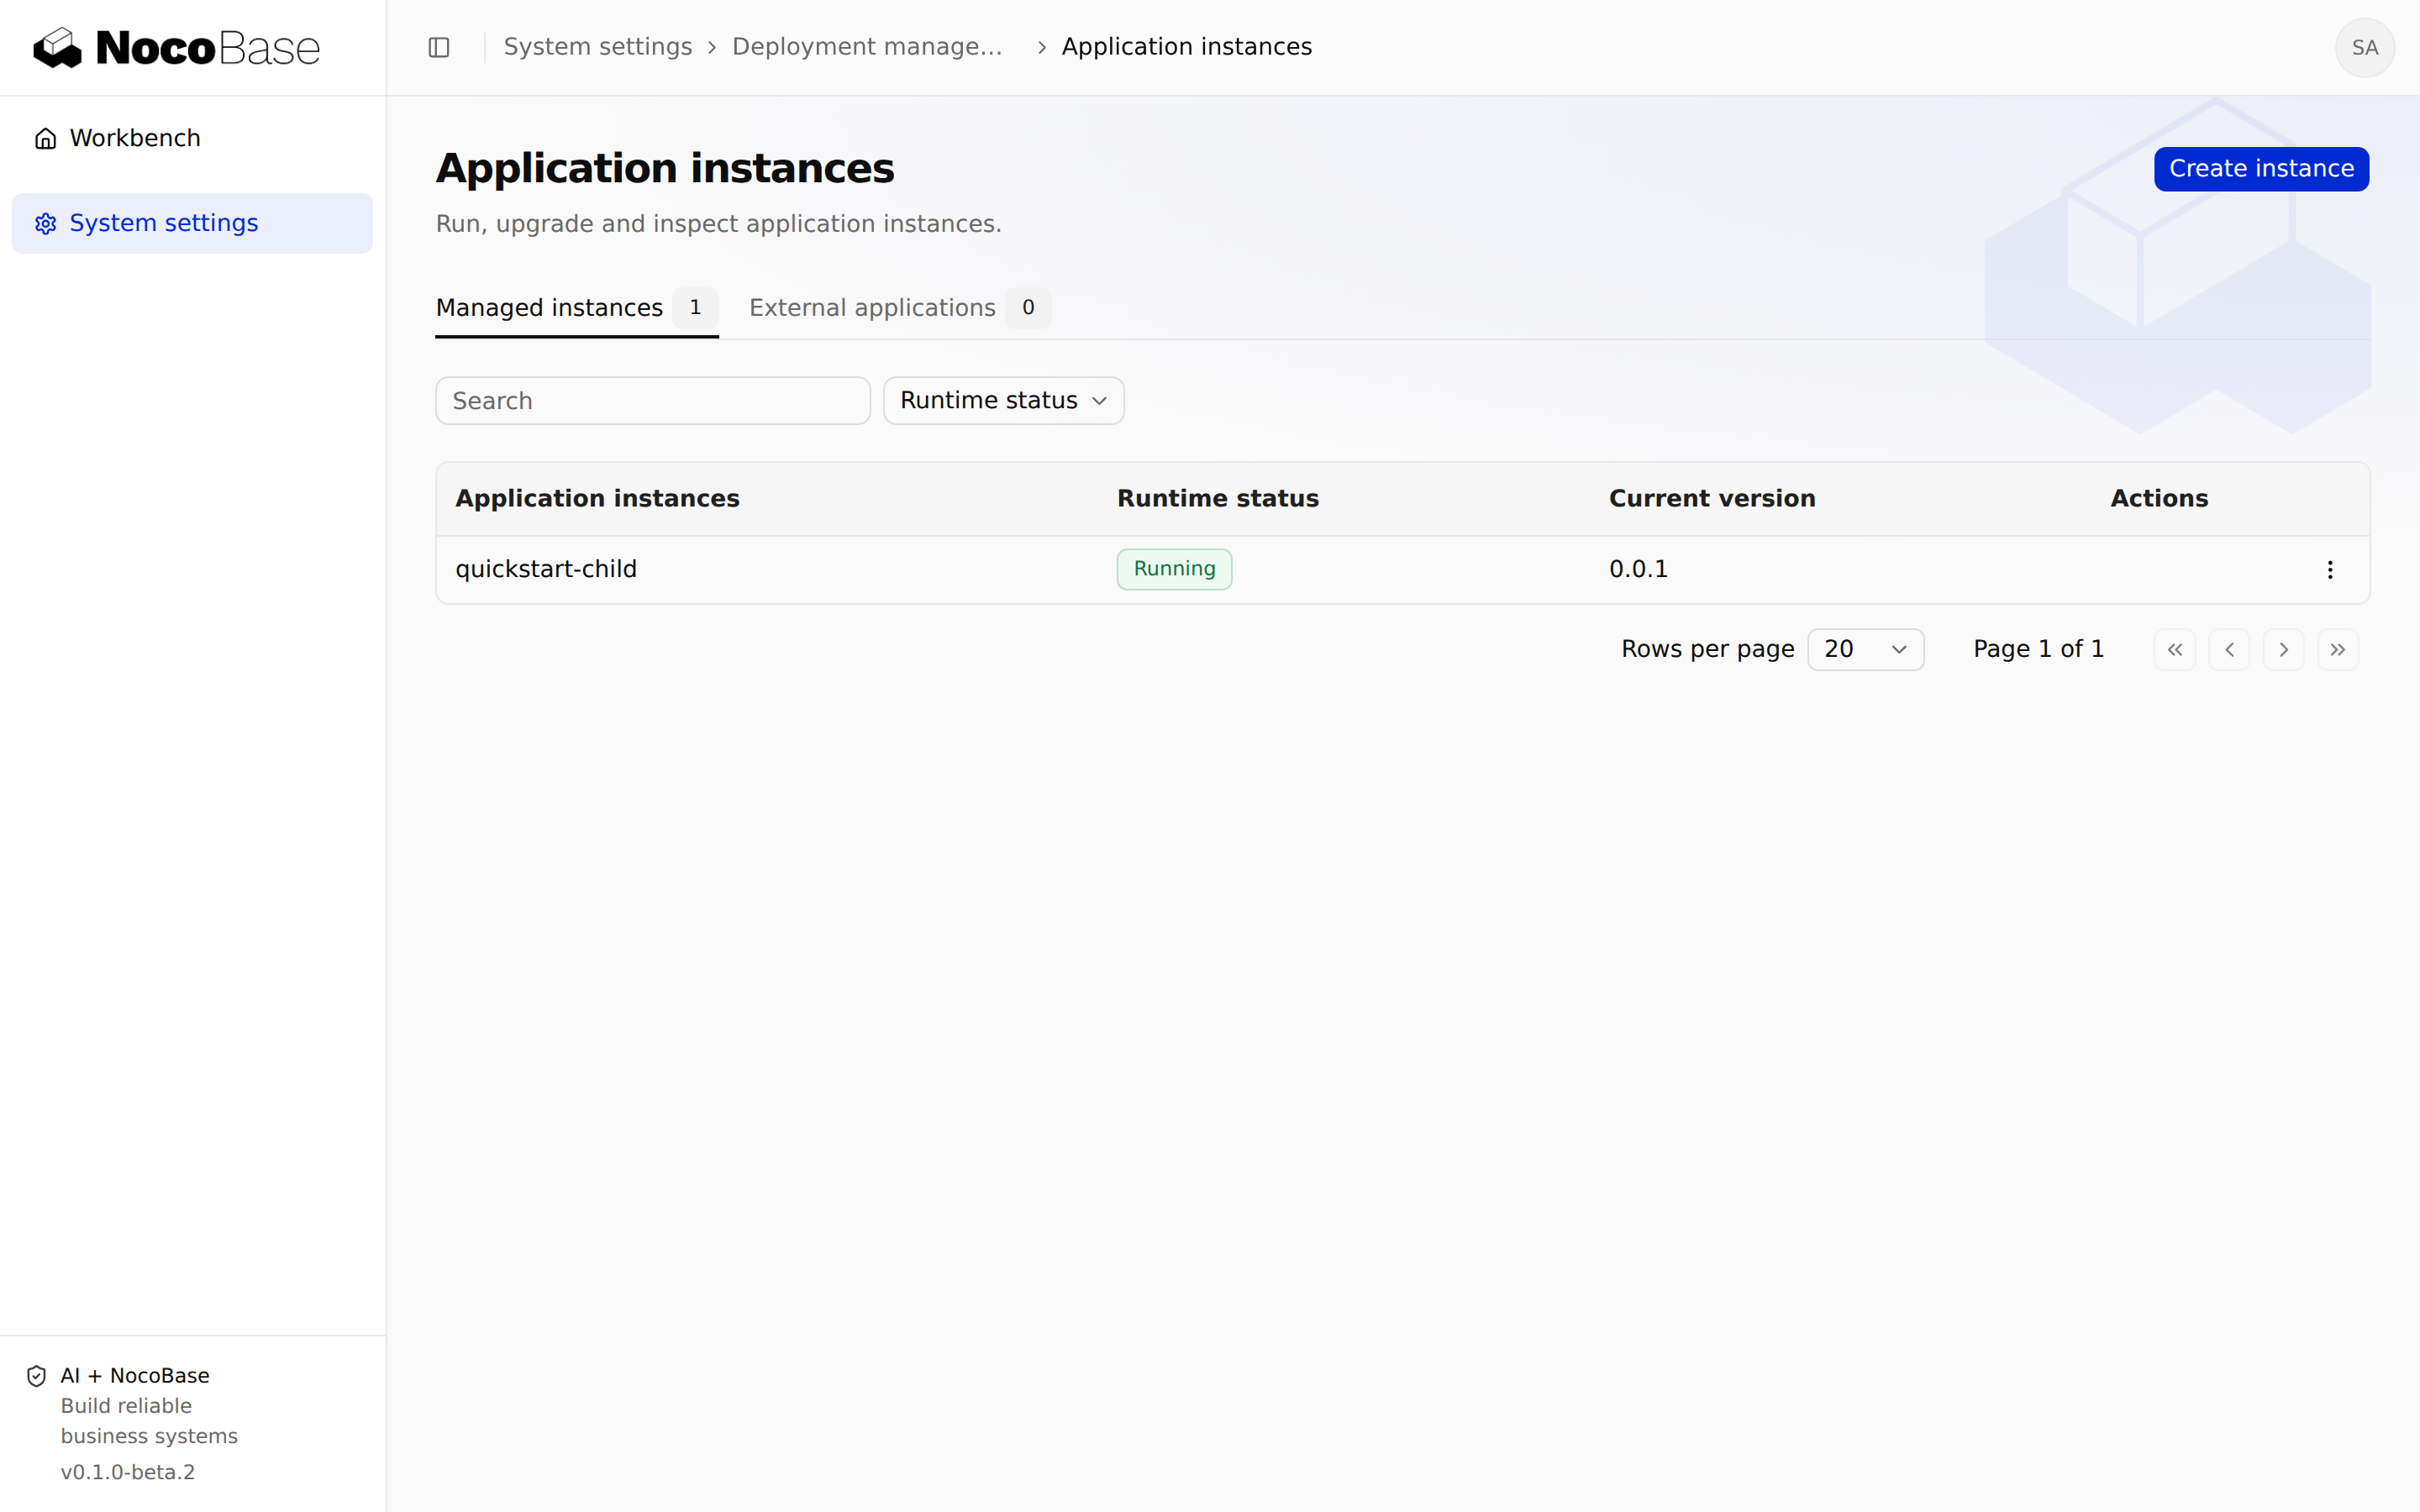 NocoBase
System settings
Deployment manage...
Application instances
SA
Workbench
System settings
Application instances
Create instance
Run, upgrade and inspect application instances.
Managed instances 1
External applications 0
Search
Runtime status
Application instances
Runtime status
Current version
Actions
quickstart-child
Running
0.0.1
Rows per page 20
Page 1 of 1
AI + NocoBase
Build reliable
business systems
v0.1.0-beta.2